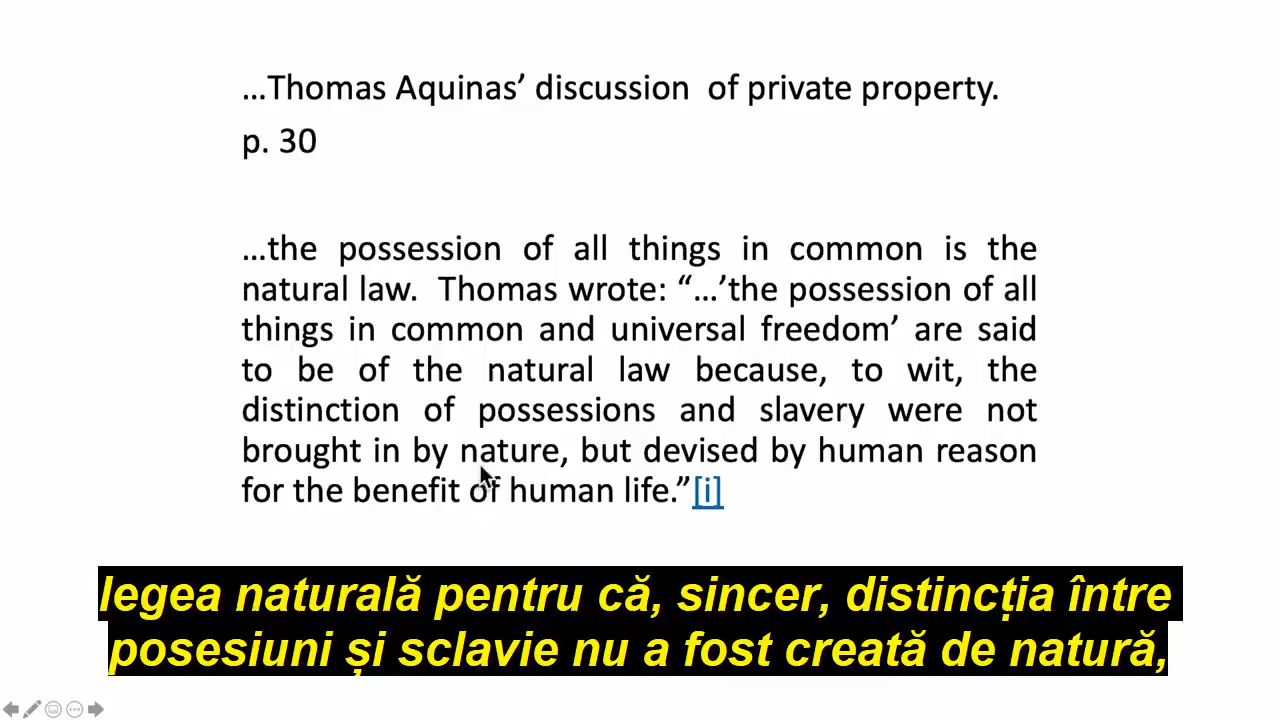 ...Thomas Aquinas’ discussion of private property.
p. 30
...the possession of all things in common is the
natural law. Thomas wrote: “...’the possession of all
things in common and universal freedom’ are said
to be of the natural law because, to wit, the
distinction of possessions and slavery were not
brought in by nature, but devised by human reason
for the benefit of human life.”[i]
legea naturală pentru că, sincer, distincția între
posesiuni și sclavie nu a fost creată de natură,